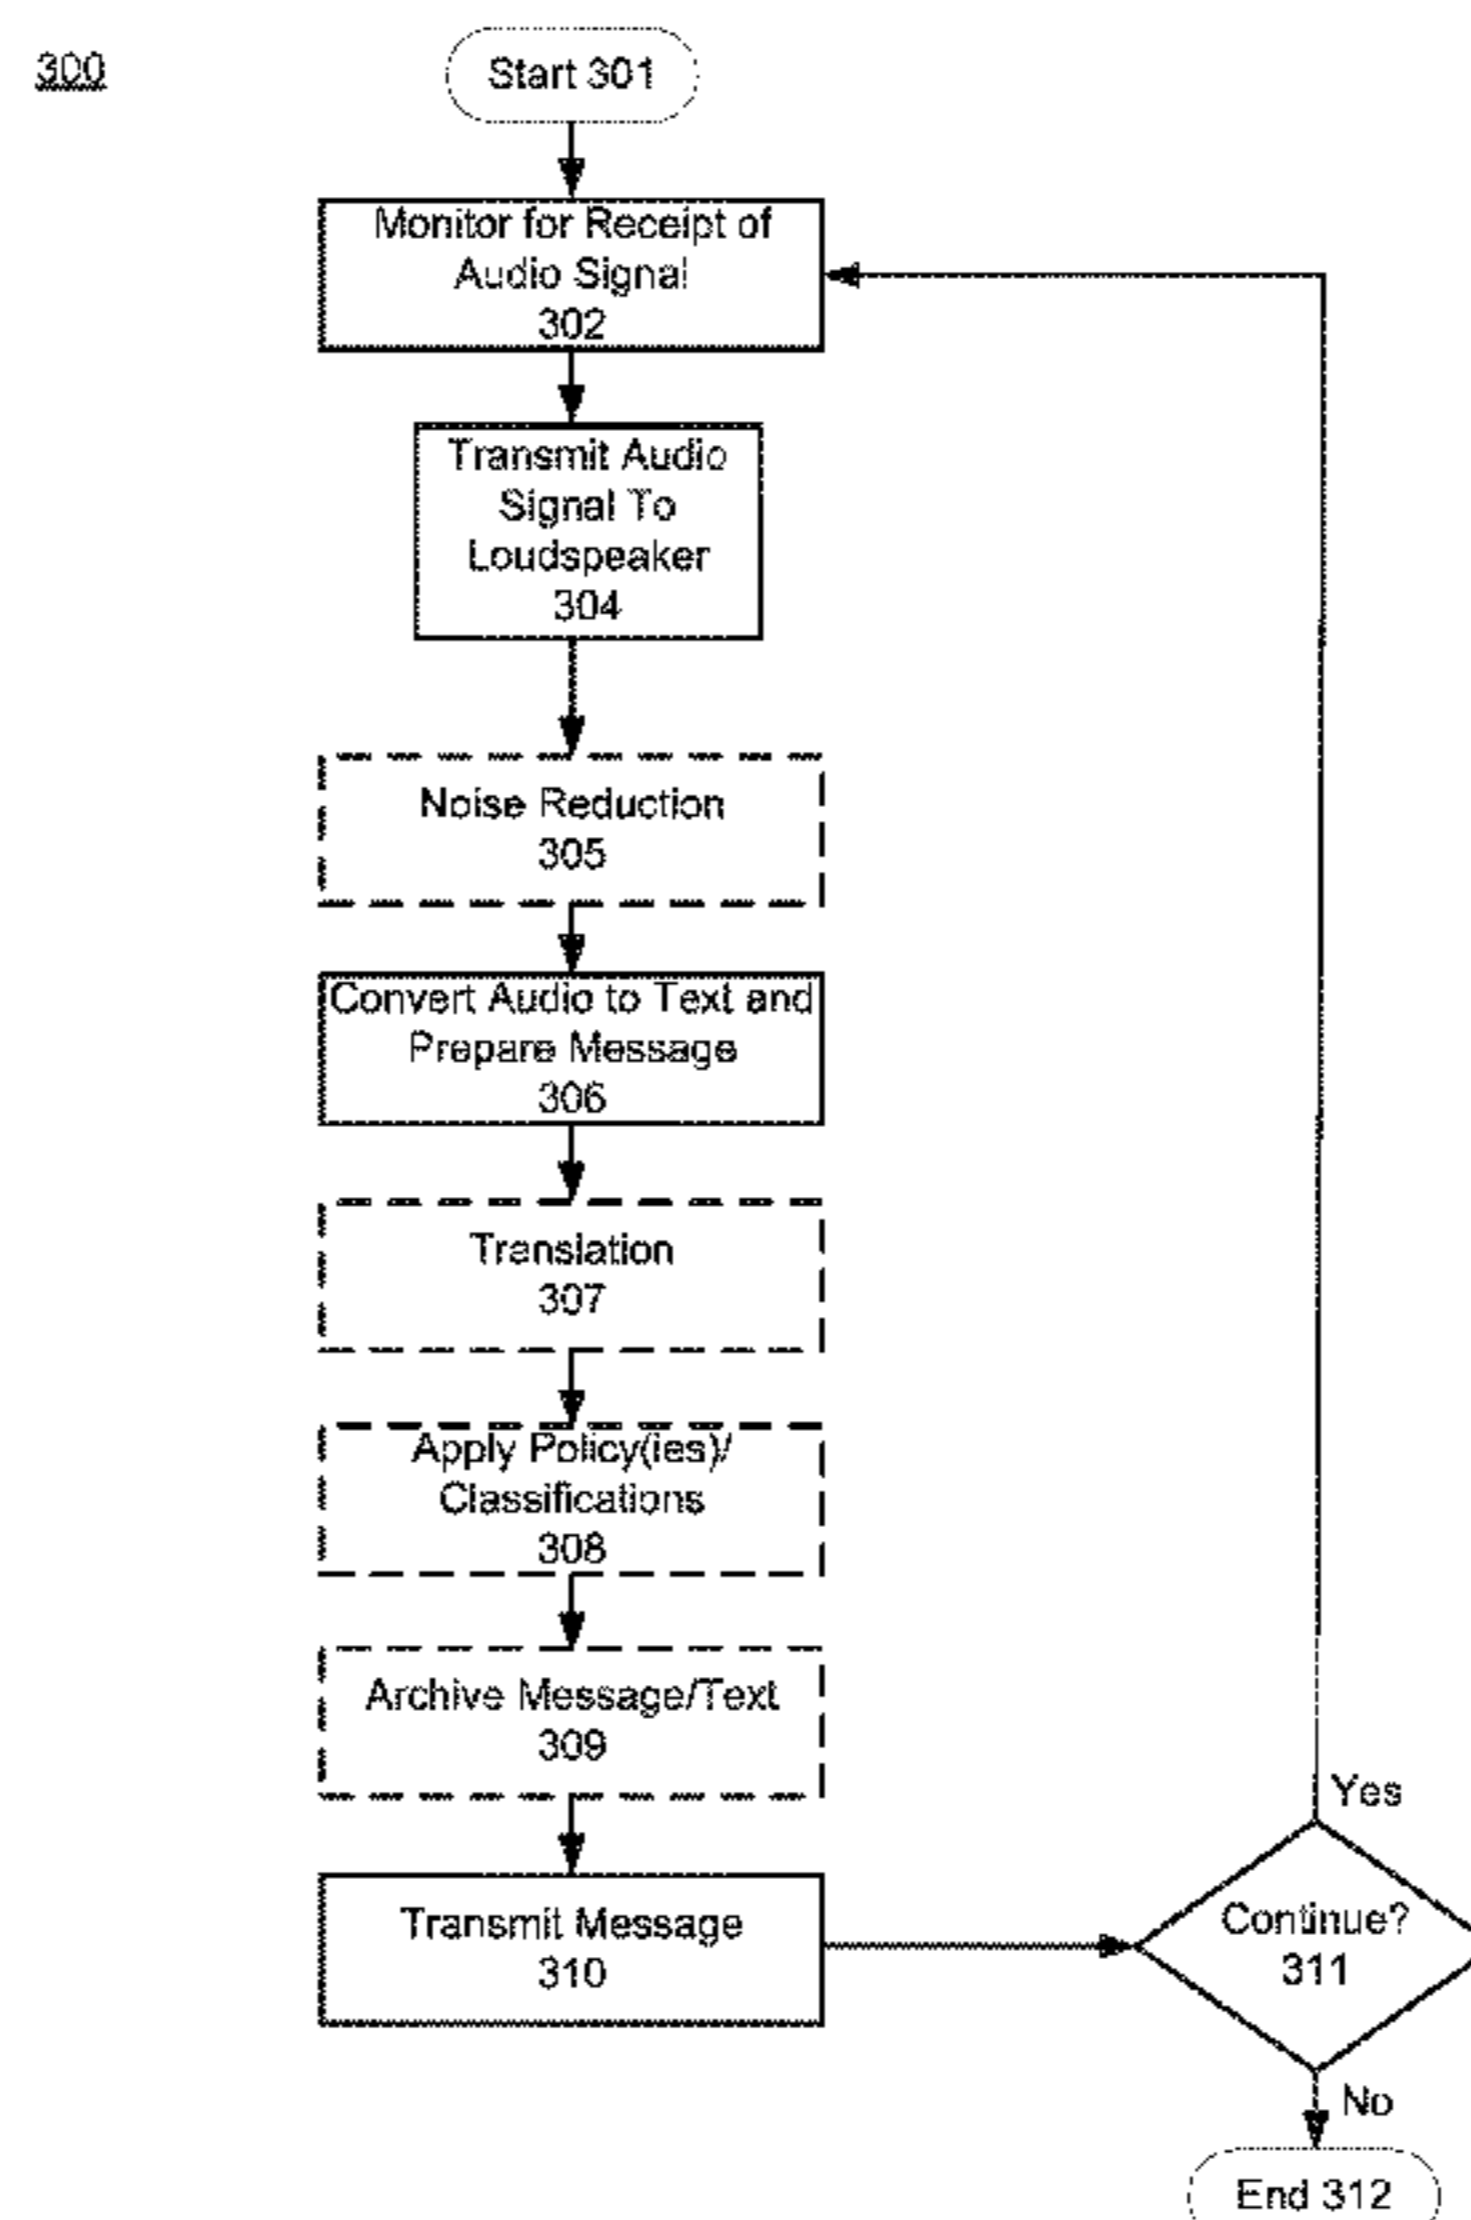 300
Start 301
Monitor for Receipt of
Audio Signal
302
Transmit Audio
Signal To
Loudspeaker
304
Noise Reduction
305
Convert Audio to Text and
Prepare Message
306
Translation
307
Apply Policy(ies)/
Classifications
308
Archive Message/Text
309
Transmit Message
310
Yes
Continue?
311
No
End 312